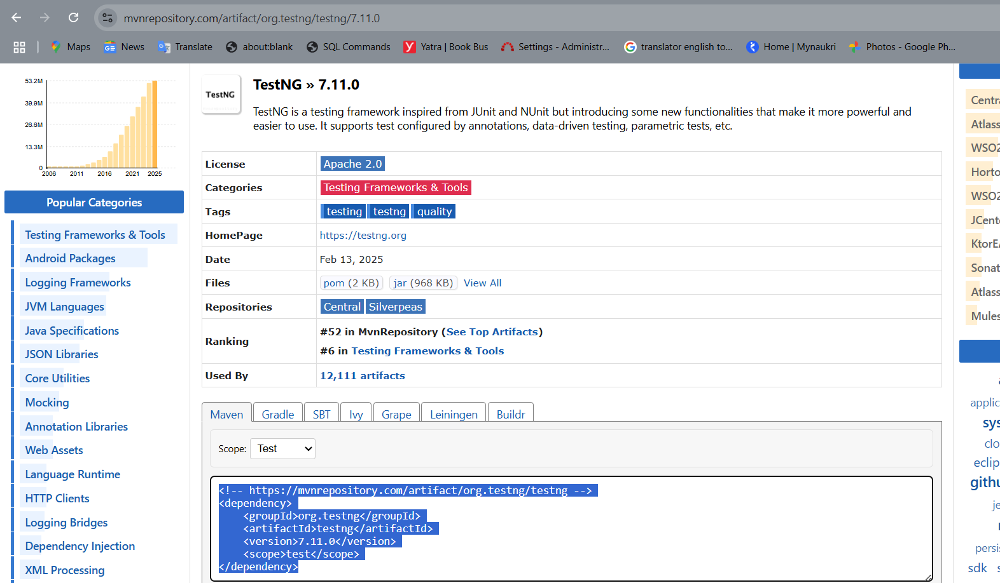 mvnrepository.com/artifact/org.testng/testng/7.11.0
Maps
News
Translate
about:blank
SQL Commands
Yatra | Book Bus
Settings - Administr...
translator english to...
Home | Mynaukri
Photos - Google Ph...
53.2M
39.9M
26.6M
13.3M
0
2006 2011 2016 2021 2025
Popular Categories
Testing Frameworks & Tools
Android Packages
Logging Frameworks
JVM Languages
Java Specifications
JSON Libraries
Core Utilities
Mocking
Annotation Libraries
Web Assets
Language Runtime
HTTP Clients
Logging Bridges
Dependency Injection
XML Processing
TestNG
TestNG » 7.11.0
TestNG is a testing framework inspired from JUnit and NUnit but introducing some new functionalities that make it more powerful and
easier to use. It supports test configured by annotations, data-driven testing, parametric tests, etc.
License Apache 2.0
Categories Testing Frameworks & Tools
Tags testing testng quality
HomePage https://testng.org
Date Feb 13, 2025
Files pom (2 KB) jar (968 KB) View All
Repositories Central Silverpeas
Ranking #52 in MvnRepository (See Top Artifacts)
#6 in Testing Frameworks & Tools
Used By 12,111 artifacts
Maven Gradle SBT Ivy Grape Leiningen Buildr
Scope: Test
<!-- https://mvnrepository.com/artifact/org.testng/testng -->
<dependency>
    <groupId>org.testng</groupId>
    <artifactId>testng</artifactId>
    <version>7.11.0</version>
    <scope>test</scope>
</dependency>
Centra
Atlass
WSO2
Horto
WSO2
JCente
KtorEA
Sonat
Atlass
Mules
applic
sys
clo
eclip
githu
je
persis
sdk